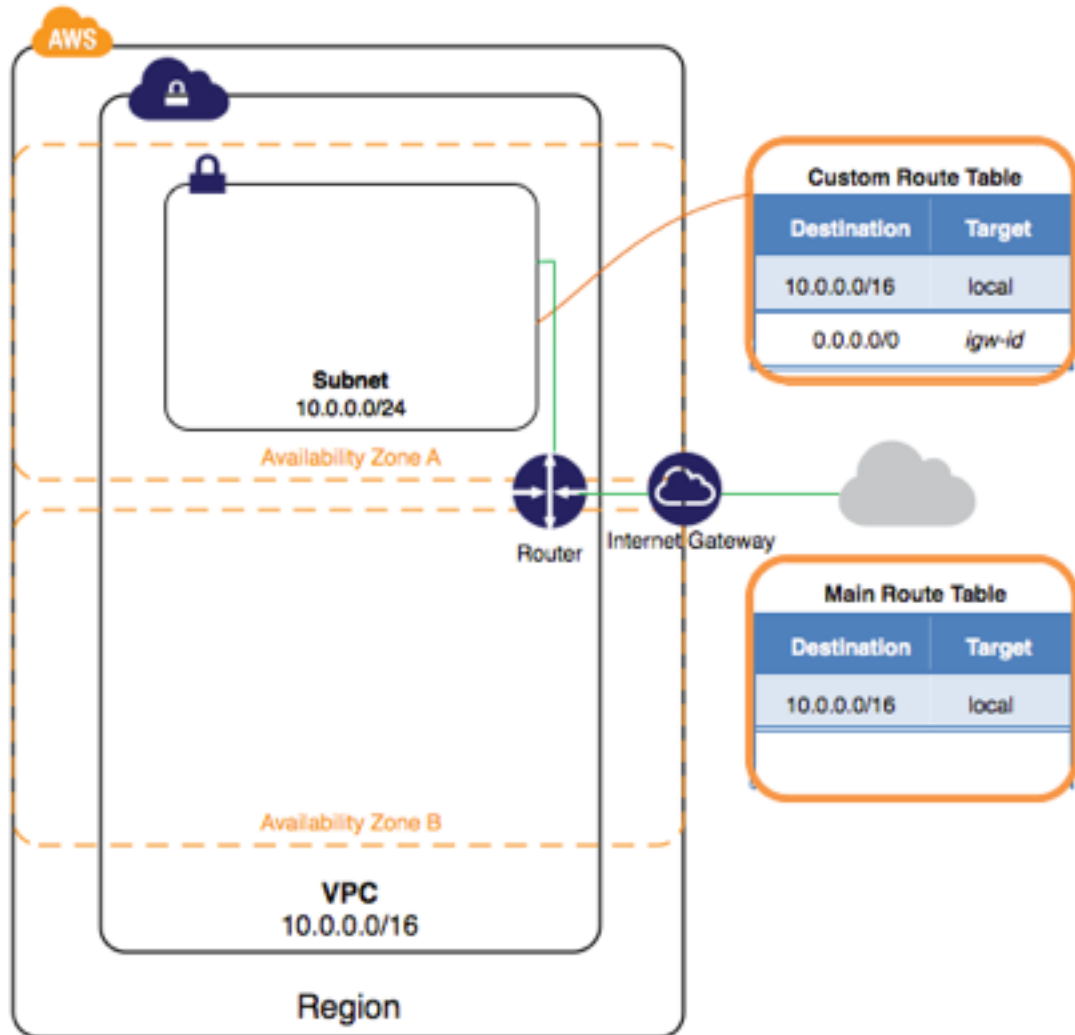 AWS
Custom Route Table
Destination Target
10.0.0.0/16 local
0.0.0.0/0 igw-id
Subnet
10.0.0.0/24
Availability Zone A
Router
Internet Gateway
Main Route Table
Destination Target
10.0.0.0/16 local
Availability Zone B
VPC
10.0.0.0/16
Region